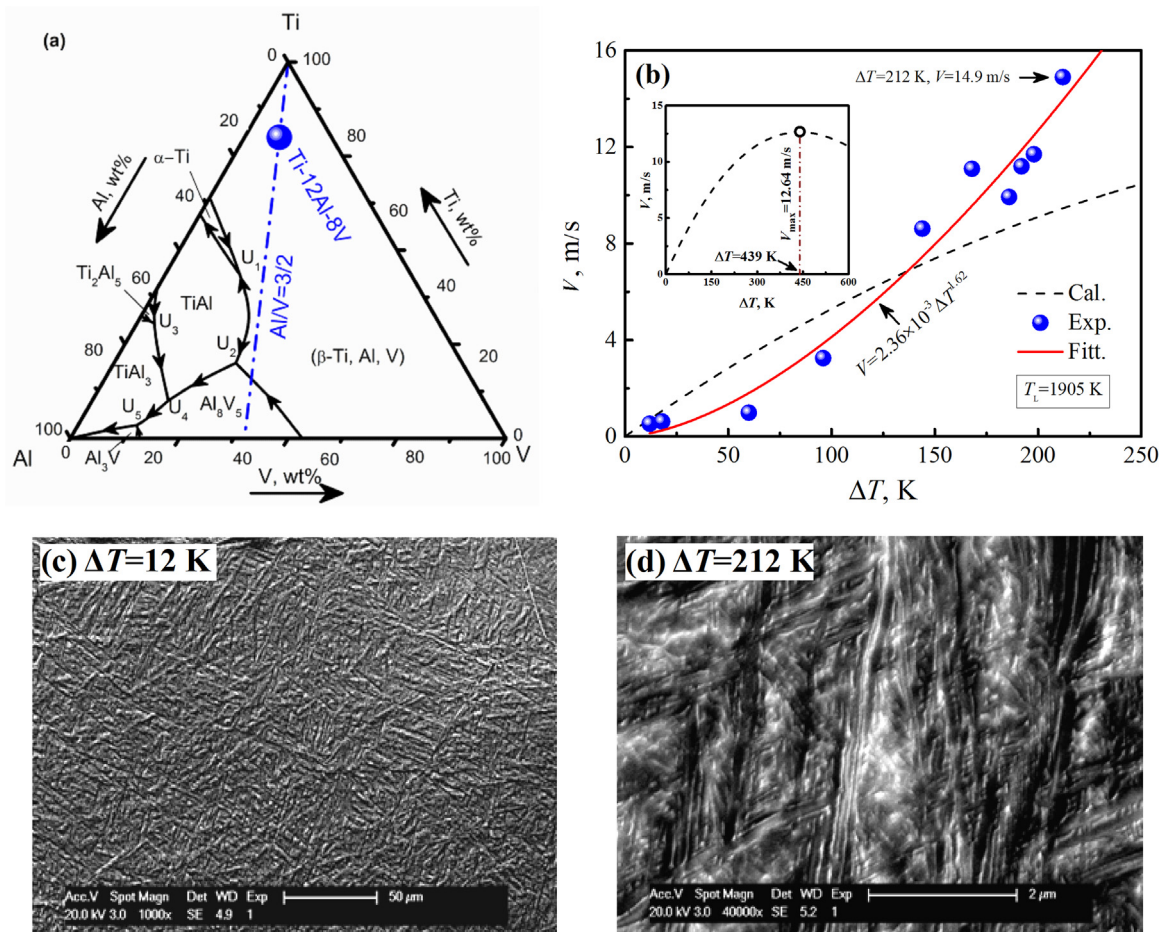 (a)
Ti
0
100
20
80
α–Ti
Al, wt%
40
Ti-12Al-8V
60
Ti, wt%
Ti₂Al₅
60
TiAl
U₁
Al/V=3/2
40
U₃
U₂
(β-Ti, Al, V)
80
20
TiAl₃
U₅
U₄
Al₈V₅
100
0
Al
0
Al₃V
20
40
60
80
100
V
V, wt%
(b)
16
12
8
4
0
V, m/s
0
50
100
150
200
250
ΔT, K
ΔT=212 K, V=14.9 m/s
15
10
5
0
V, m/s
V_max=12.64 m/s
ΔT=439 K
0
150
300
450
600
ΔT, K
V=2.36×10⁻³ ΔT¹·⁶²
Cal.
Exp.
Fitt.
T_L=1905 K
(c) ΔT=12 K
Acc.V Spot Magn Det WD Exp
20.0 kV 3.0 1000x SE 4.9 1
50 µm
(d) ΔT=212 K
Acc.V Spot Magn Det WD Exp
20.0 kV 3.0 40000x SE 5.2 1
2 µm